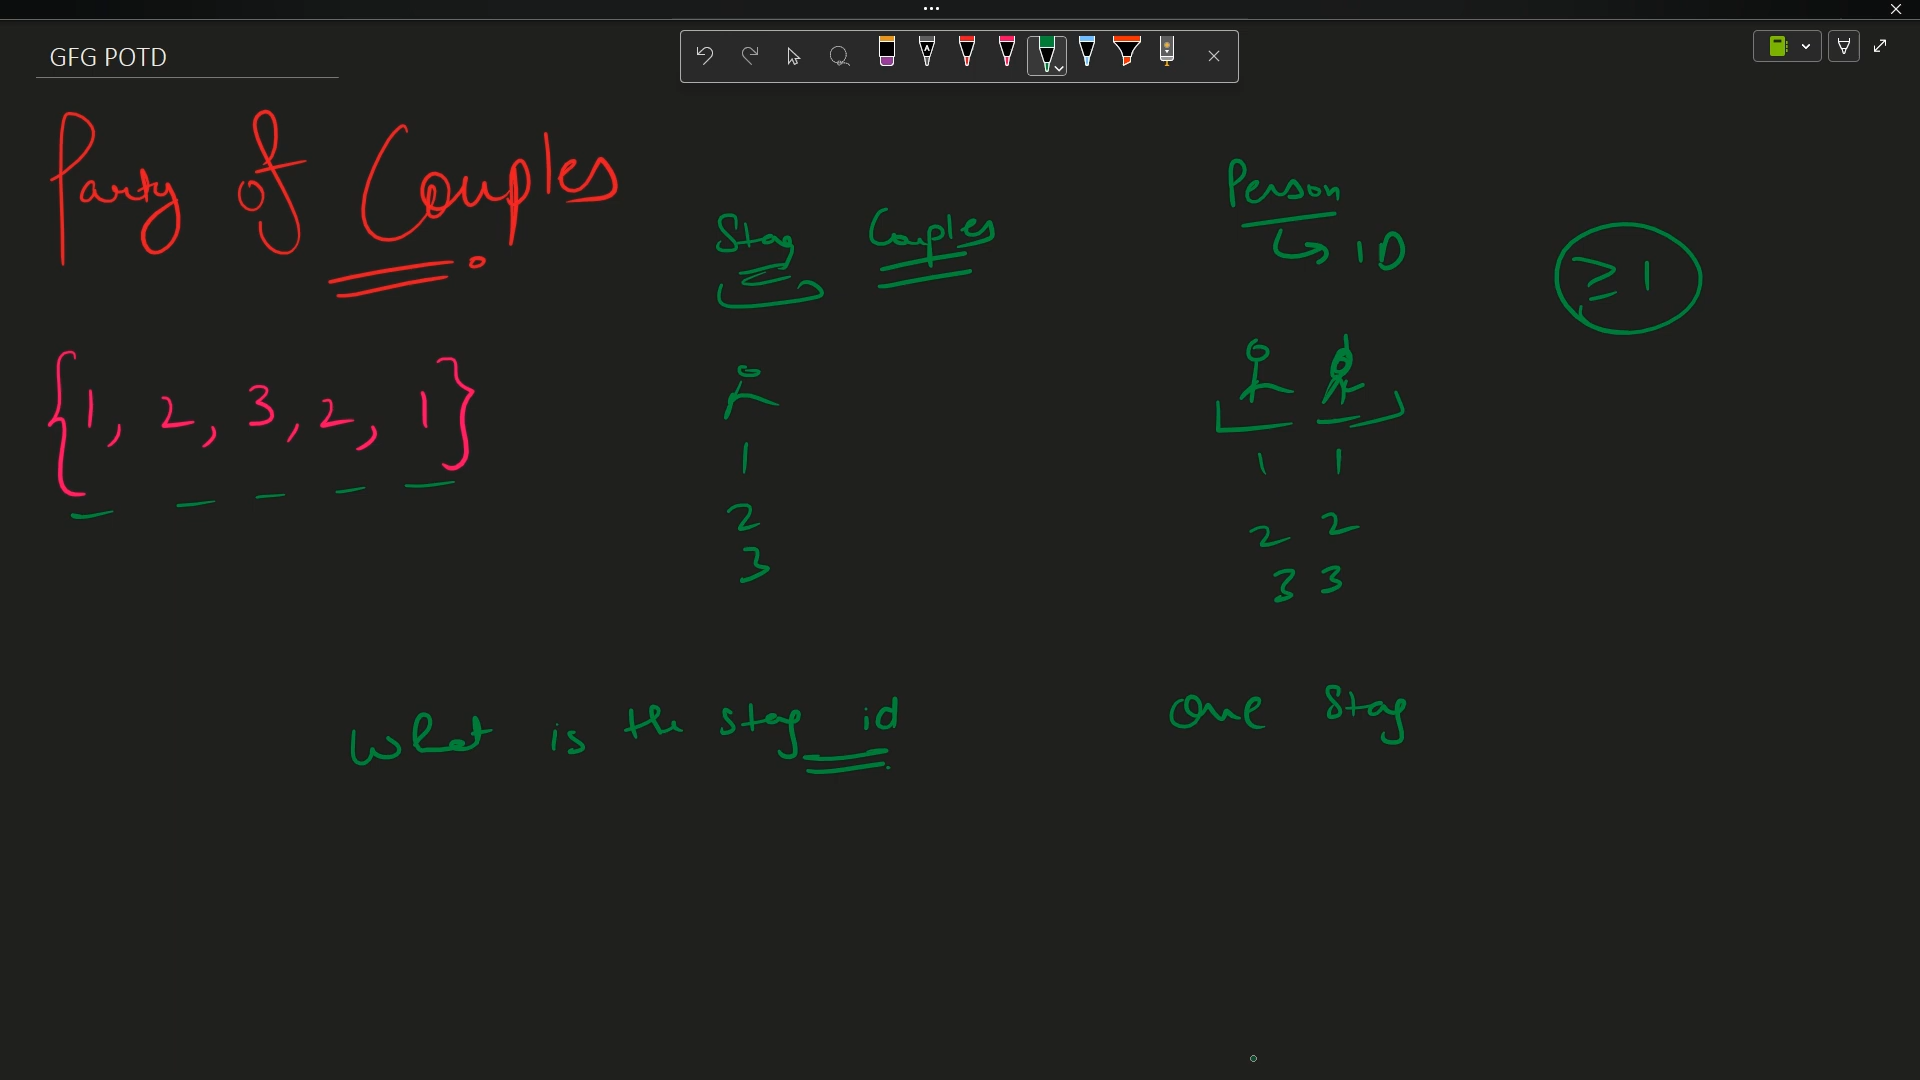 GFG POTD
Party of Couples.
Stag Couples
Person
↳ ID
≥ 1
{1, 2, 3, 2, 1}
1
2
3
1 1
2 2
3 3
What is the stag id.
One Stag